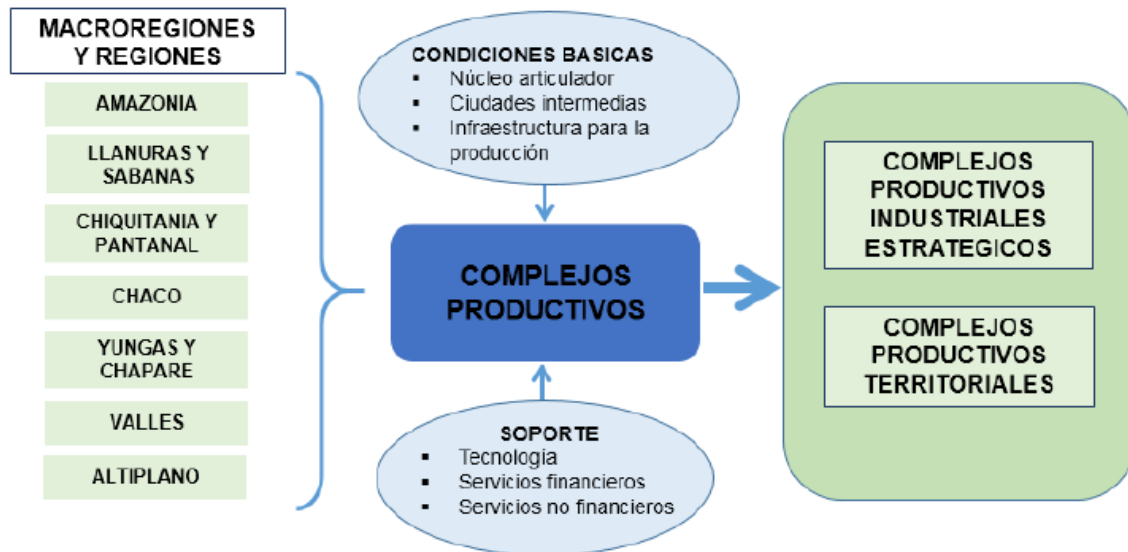 MACROREGIONES
Y REGIONES
AMAZONIA
LLANURAS Y
SABANAS
CHIQUITANIA Y
PANTANAL
CHACO
YUNGAS Y
CHAPARE
VALLES
ALTIPLANO
CONDICIONES BASICAS
▪ Núcleo articulador
▪ Ciudades intermedias
▪ Infraestructura para la
producción
COMPLEJOS
PRODUCTIVOS
SOPORTE
▪ Tecnología
▪ Servicios financieros
▪ Servicios no financieros
COMPLEJOS
PRODUCTIVOS
INDUSTRIALES
ESTRATEGICOS
COMPLEJOS
PRODUCTIVOS
TERRITORIALES